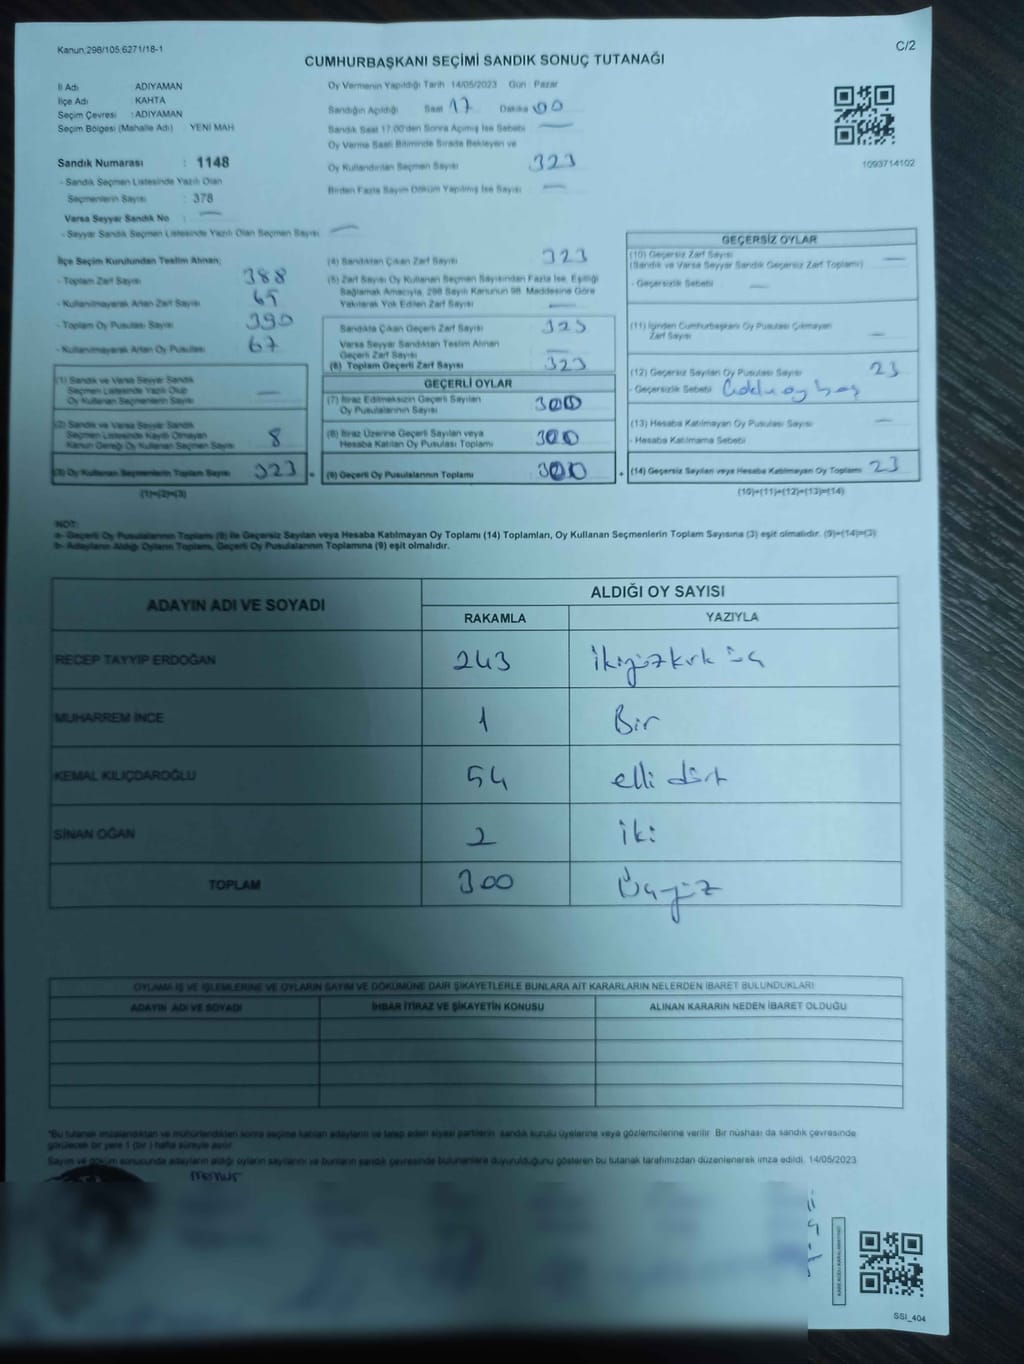 Kanun;298/105,6271/18-1
C/2
CUMHURBAŞKANI SEÇİMİ SANDIK SONUÇ TUTANAĞI
İl Adı : ADIYAMAN
İlçe Adı : KAHTA
Seçim Çevresi : ADIYAMAN
Seçim Bölgesi (Mahalle Adı) YENİ MAH
Sandık Numarası : 1148
- Sandık Seçmen Listesinde Yazılı Olan
Seçmenlerin Sayısı : 378
Varsa Seyyar Sandık No : —
- Seyyar Sandık Seçmen Listesinde Yazılı Olan Seçmen Sayısı : —
Oy Vermenin Yapıldığı Tarih 14/05/2023 Gün : Pazar
Sandığın Açıldığı Saat 17 Dakika 00
Sandık Saat 17:00'den Sonra Açılmış İse Sebebi —
Oy Verme Saati Bitiminde Sırada Bekleyen ve
Oy Kullandırılan Seçmen Sayısı 323
Birden Fazla Sayım Döküm Yapılmış İse Sayısı —
1093714102
İlçe Seçim Kurulundan Teslim Alınan;
- Toplam Zarf Sayısı : 388
- Kullanılmayarak Artan Zarf Sayısı : 65
- Toplam Oy Pusulası Sayısı : 390
- Kullanılmayarak Artan Oy Pusulası : 67
(1) Sandık ve Varsa Seyyar Sandık
Seçmen Listesinde Yazılı Olup
Oy Kullanan Seçmenlerin Sayısı —
(2) Sandık ve Varsa Seyyar Sandık
Seçmen Listesinde Kayıtlı Olmayan
Kanun Gereği Oy Kullanan Seçmen Sayısı 8
(3) Oy Kullanan Seçmenlerin Toplam Sayısı 323
(1)+(2)=(3)
(4) Sandıktan Çıkan Zarf Sayısı 323
(5) Zarf Sayısı Oy Kullanan Seçmen Sayısından Fazla İse, Eşitliği
Sağlamak Amacıyla, 298 Sayılı Kanunun 98. Maddesine Göre
Yakılarak Yok Edilen Zarf Sayısı —
Sandıkta Çıkan Geçerli Zarf Sayısı 323
Varsa Seyyar Sandıktan Teslim Alınan
Geçerli Zarf Sayısı —
(6) Toplam Geçerli Zarf Sayısı 323
GEÇERLİ OYLAR
(7) İtiraz Edilmeksizin Geçerli Sayılan
Oy Pusulasının Sayısı 300
(8) İtiraz Üzerine Geçerli Sayılan veya
Hesaba Katılan Oy Pusulası Toplamı 300
(9) Geçerli Oy Pusulalarının Toplamı 300
GEÇERSİZ OYLAR
(10) Geçersiz Zarf Sayısı —
(Sandık ve Varsa Seyyar Sandık Geçersiz Zarf Toplamı)
- Geçersizlik Sebebi : —
(11) İçinden Cumhurbaşkanı Oy Pusulası Çıkmayan
Zarf Sayısı —
(12) Geçersiz Sayılan Oy Pusulası Sayısı 23
- Geçersizlik Sebebi : oy
(13) Hesaba Katılmayan Oy Pusulası Sayısı —
- Hesaba Katılmama Sebebi
(14) Geçersiz Sayılan veya Hesaba Katılmayan Oy Toplamı 23
(10)+(11)+(12)+(13)=(14)
NOT:
a- Geçerli Oy Pusulaların Toplamı (9) ile Geçersiz Sayılan veya Hesaba Katılmayan Oy Toplamı (14) Toplamları, Oy Kullanan Seçmenlerin Toplam Sayısına (3) eşit olmalıdır. (9)+(14)=(3)
b- Adayların Aldığı Oyların Toplamı, Geçerli Oy Pusulalarının Toplamına (9) eşit olmalıdır.
ADAYIN ADI VE SOYADI
ALDIĞI OY SAYISI
RAKAMLA YAZIYLA
RECEP TAYYIP ERDOĞAN 243 ikiyüzkırk üç
MUHARREM İNCE 1 Bir
KEMAL KILIÇDAROĞLU 54 elli dört
SİNAN OĞAN 2 iki
TOPLAM 300 Üçyüz
OYLAMA İŞ VE İŞLEMLERİNE VE OYLARIN SAYIM VE DÖKÜMÜNE DAİR ŞİKAYETLERLE BUNLARA AİT KARARLARIN NELERDEN İBARET BULUNDUKLARI
ADAYIN ADI VE SOYADI İHBAR İTİRAZ VE ŞİKAYETİN KONUSU ALINAN KARARIN NEDEN İBARET OLDUĞU
*Bu tutanak imzalandıktan ve mühürlendikten sonra seçime katılan adayların ve talep eden siyasi partilerin sandık kurulu üyelerine veya gözlemcilerine verilir. Bir nüshası da sandık çevresinde
görülecek bir yere 1 (bir) hafta süreyle asılır.
Sayım ve döküm sonucunda adayların aldığı oyların sayılarını ve bunların sandık çevresinde bulunanlara duyurulduğunu gösteren bu tutanak tarafımızdan düzenlenerek imza edildi. 14/05/2023
memur
SSİ_404